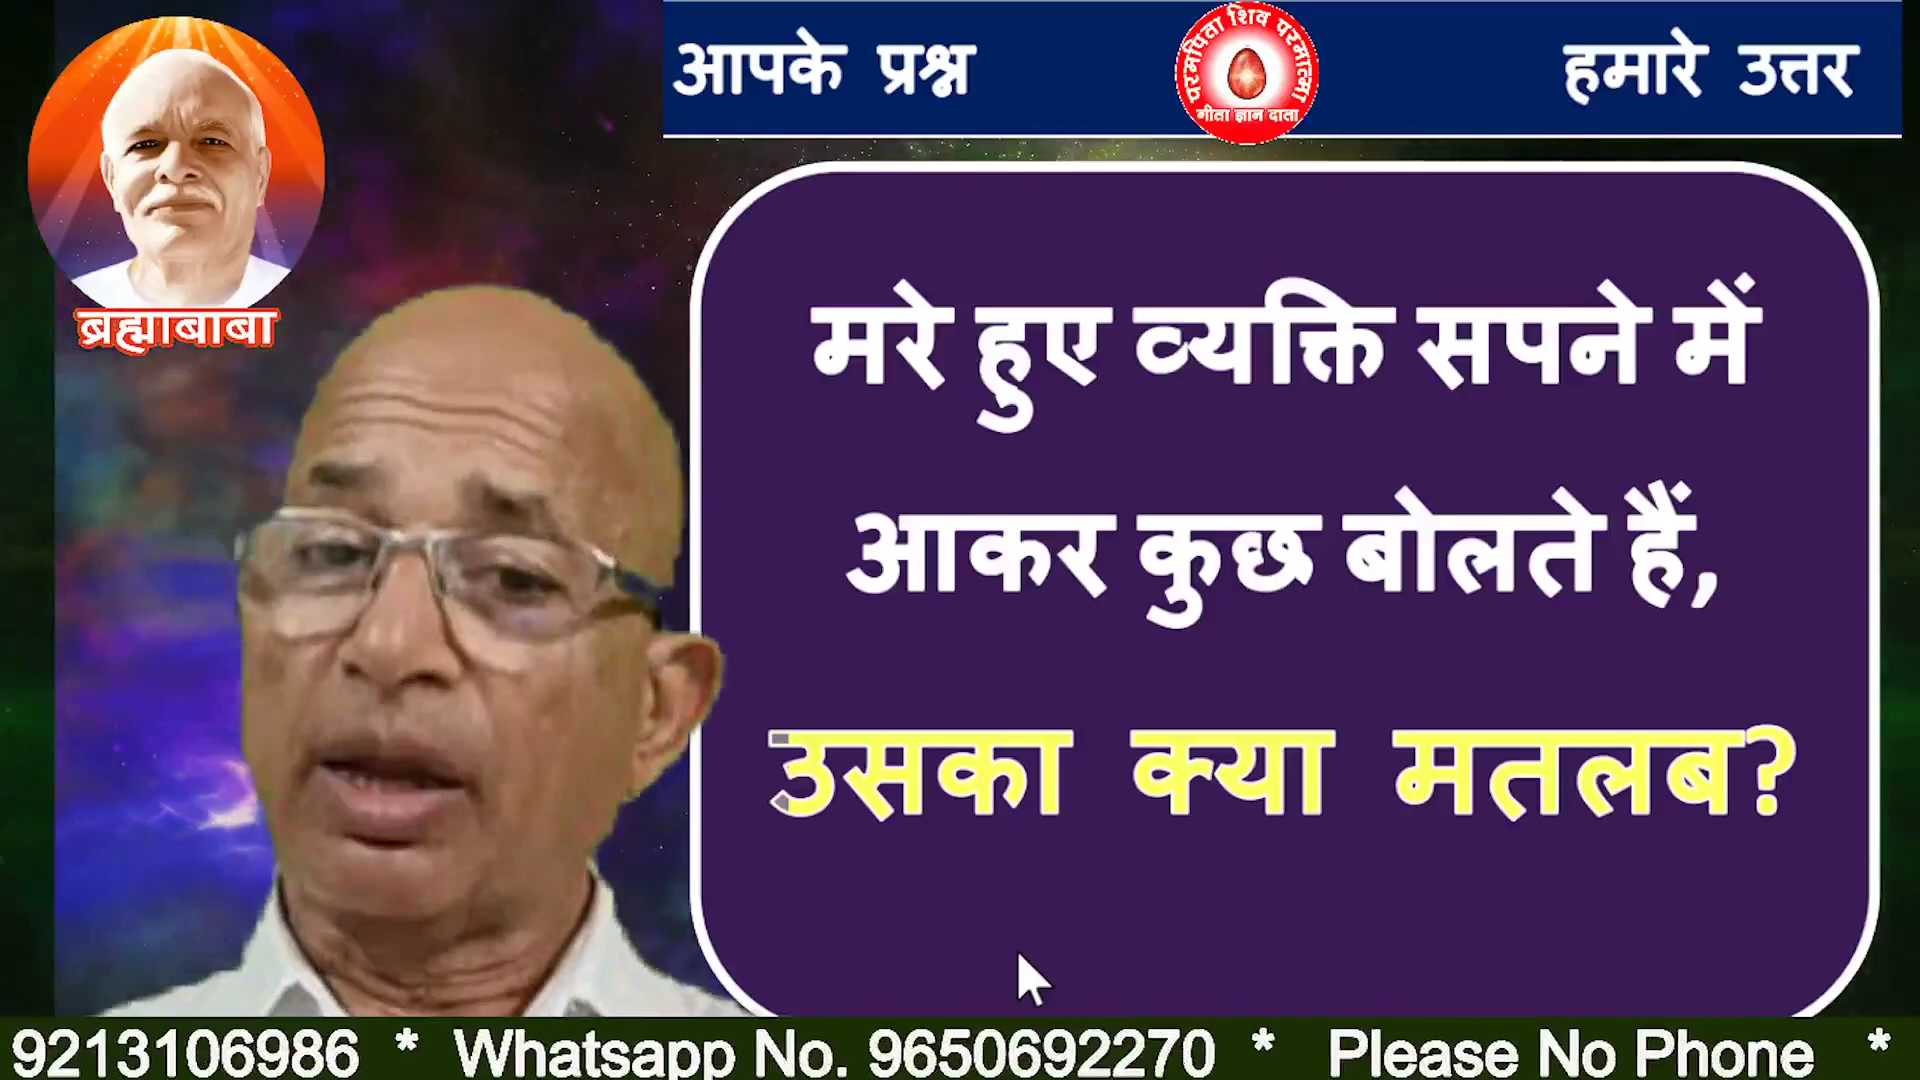 आपके प्रश्न
परमपिता शिव परमात्मा
गीता ज्ञान दाता
हमारे उत्तर
ब्रह्माबाबा
मरे हुए व्यक्ति सपने में
आकर कुछ बोलते हैं,
उसका क्या मतलब?
9213106986 * Whatsapp No. 9650692270 * Please No Phone *